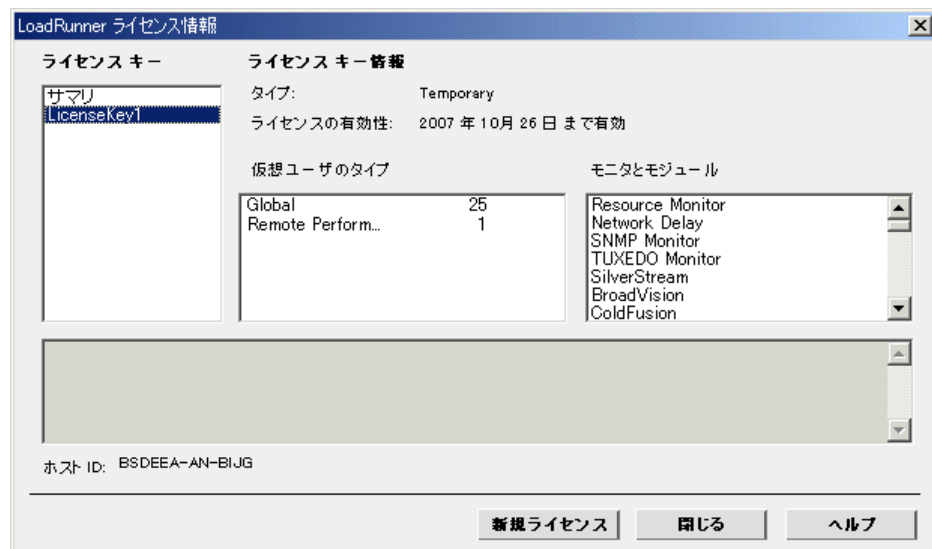 LoadRunner ライセンス情報
ライセンス キー
ライセンス キー情報
サマリ
LicenseKey1
タイプ: Temporary
ライセンスの有効性: 2007 年 10月 26 日 まで有効
仮想ユーザのタイプ
Global 25
Remote Perform... 1
モニタとモジュール
Resource Monitor
Network Delay
SNMP Monitor
TUXEDO Monitor
SilverStream
BroadVision
ColdFusion
ホスト ID: BSDEEA-AN-BIJG
新規ライセンス 閉じる ヘルプ